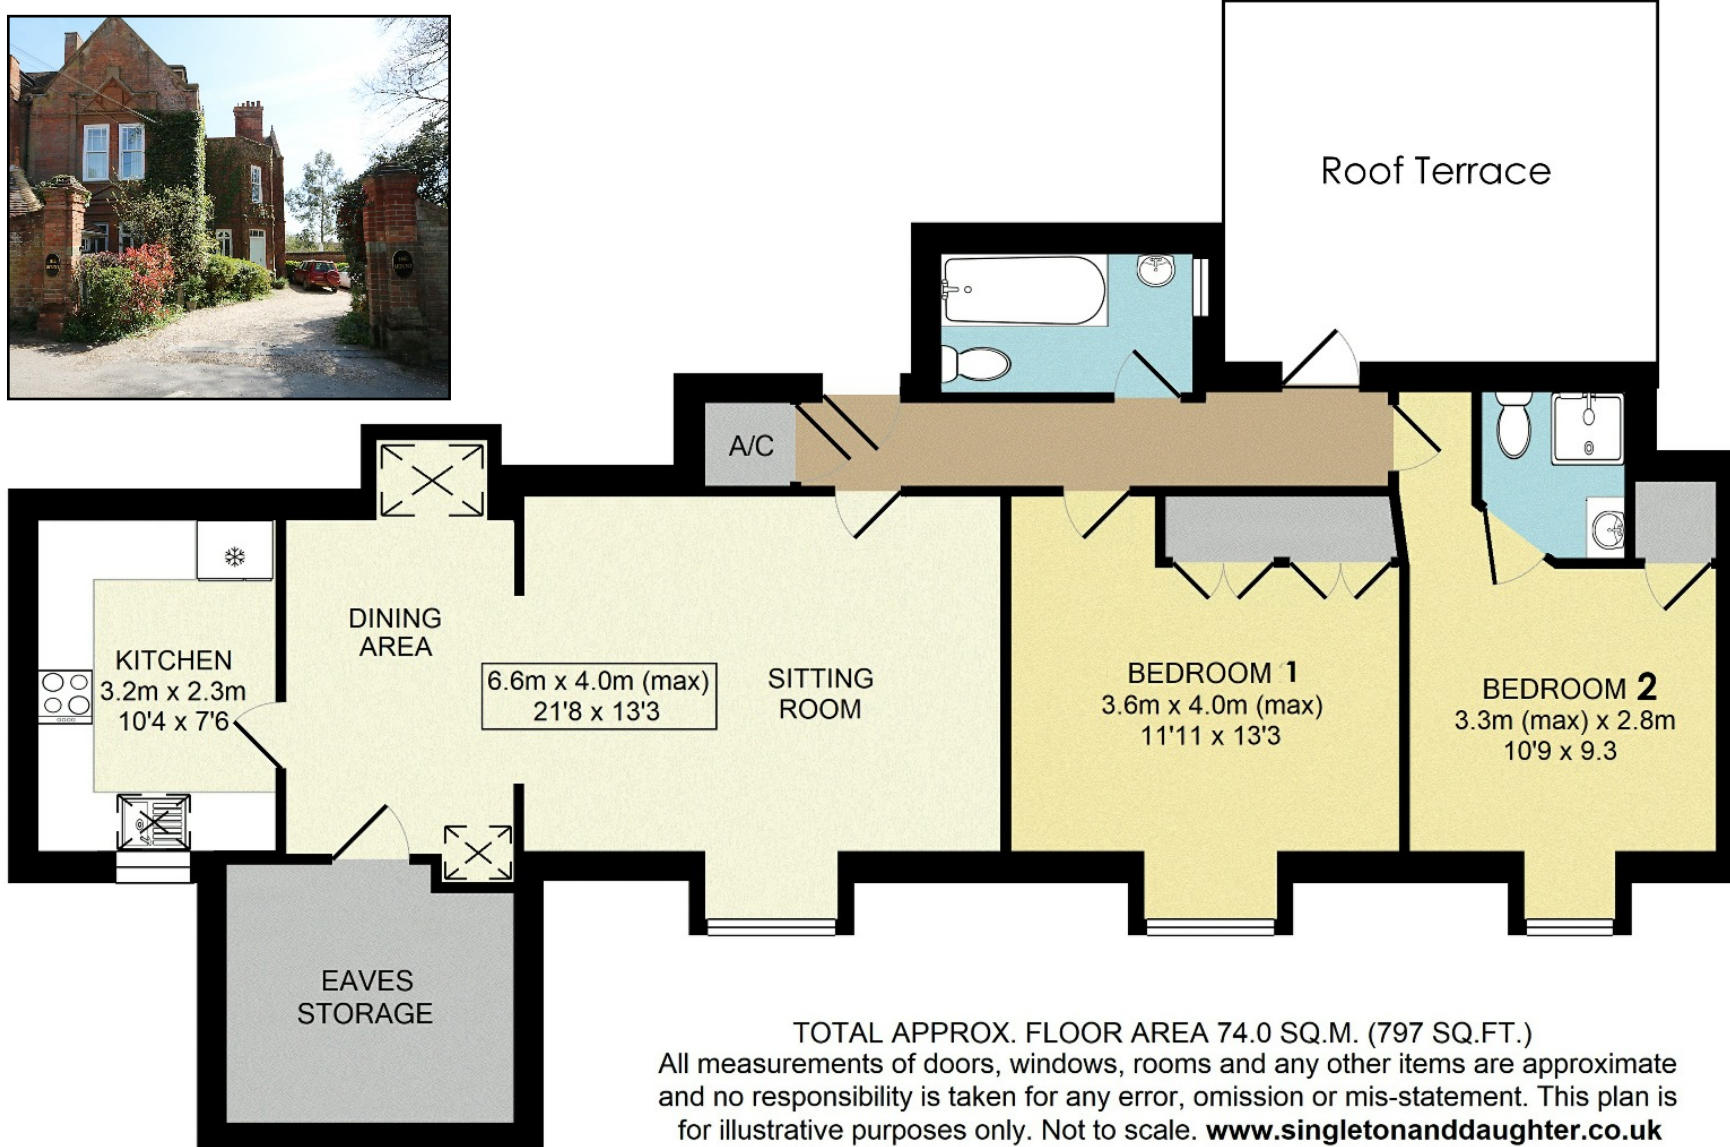 Roof Terrace
A/C
DINING
AREA
KITCHEN
3.2m x 2.3m
10'4 x 7'6
6.6m x 4.0m (max)
21'8 x 13'3
SITTING
ROOM
BEDROOM 1
3.6m x 4.0m (max)
11'11 x 13'3
BEDROOM 2
3.3m (max) x 2.8m
10'9 x 9.3
EAVES
STORAGE
TOTAL APPROX. FLOOR AREA 74.0 SQ.M. (797 SQ.FT.)
All measurements of doors, windows, rooms and any other items are approximate
and no responsibility is taken for any error, omission or mis-statement. This plan is
for illustrative purposes only. Not to scale. www.singletonanddaughter.co.uk